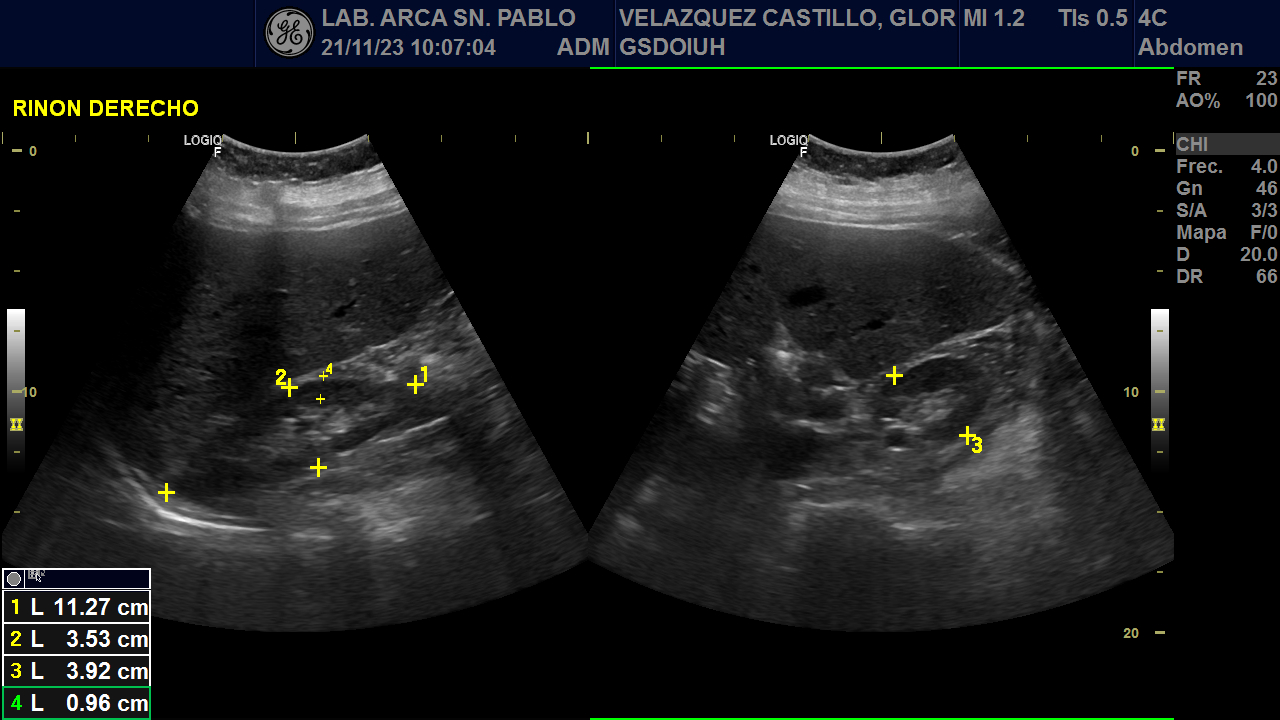 LAB. ARCA SN. PABLO
21/11/23 10:07:04 ADM
VELAZQUEZ CASTILLO, GLOR
GSDOIUH
MI 1.2 TIs 0.5
4C
Abdomen
RINON DERECHO
FR 23
AO% 100
CHI
Frec. 4.0
Gn 46
S/A 3/3
Mapa F/0
D 20.0
DR 66
LOGIQ
F
LOGIQ
F
0
10
0
10
20
2
4
1
3
1 L 11.27 cm
2 L 3.53 cm
3 L 3.92 cm
4 L 0.96 cm